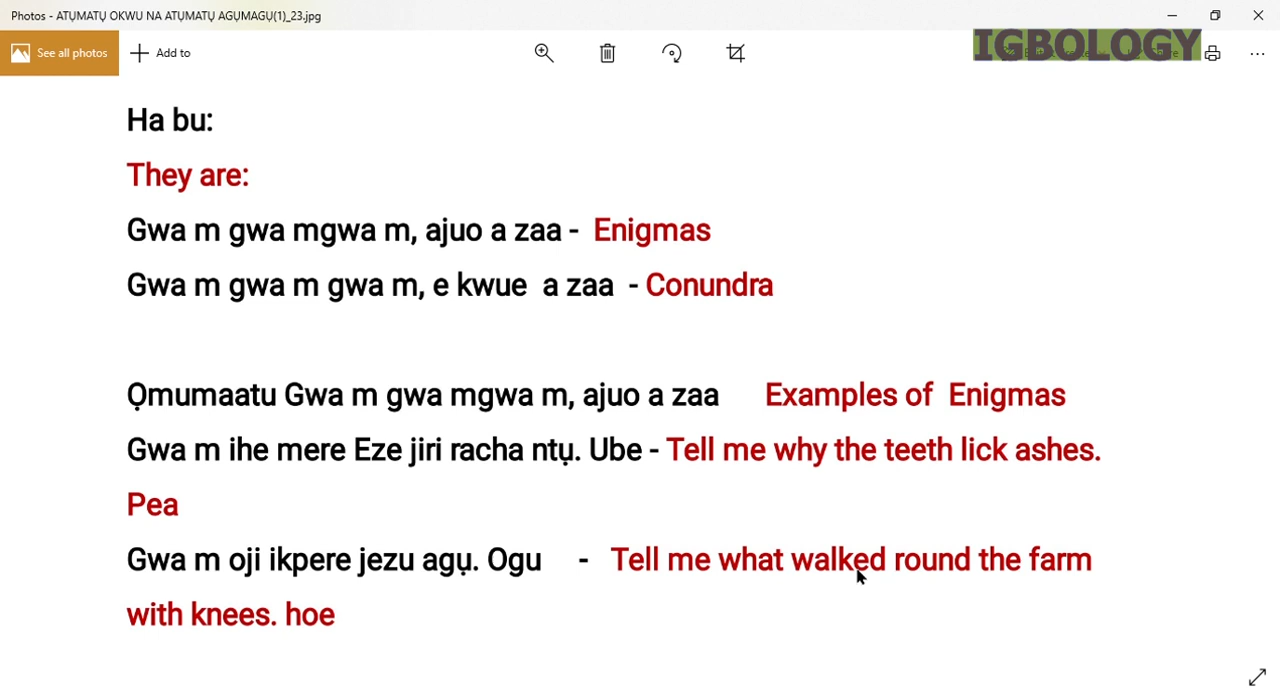 Photos - ATỤMATỤ OKWU NA ATỤMATỤ AGỤMAGỤ(1)_23.jpg
See all photos
Add to
IGBOLOGY
Ha bu:
They are:
Gwa m gwa mgwa m, ajuo a zaa - Enigmas
Gwa m gwa m gwa m, e kwue a zaa - Conundra
Ọmumaatu Gwa m gwa mgwa m, ajuo a zaa Examples of Enigmas
Gwa m ihe mere Eze jiri racha ntụ. Ube - Tell me why the teeth lick ashes.
Pea
Gwa m oji ikpere jezu agụ. Ogu - Tell me what walked round the farm
with knees. hoe